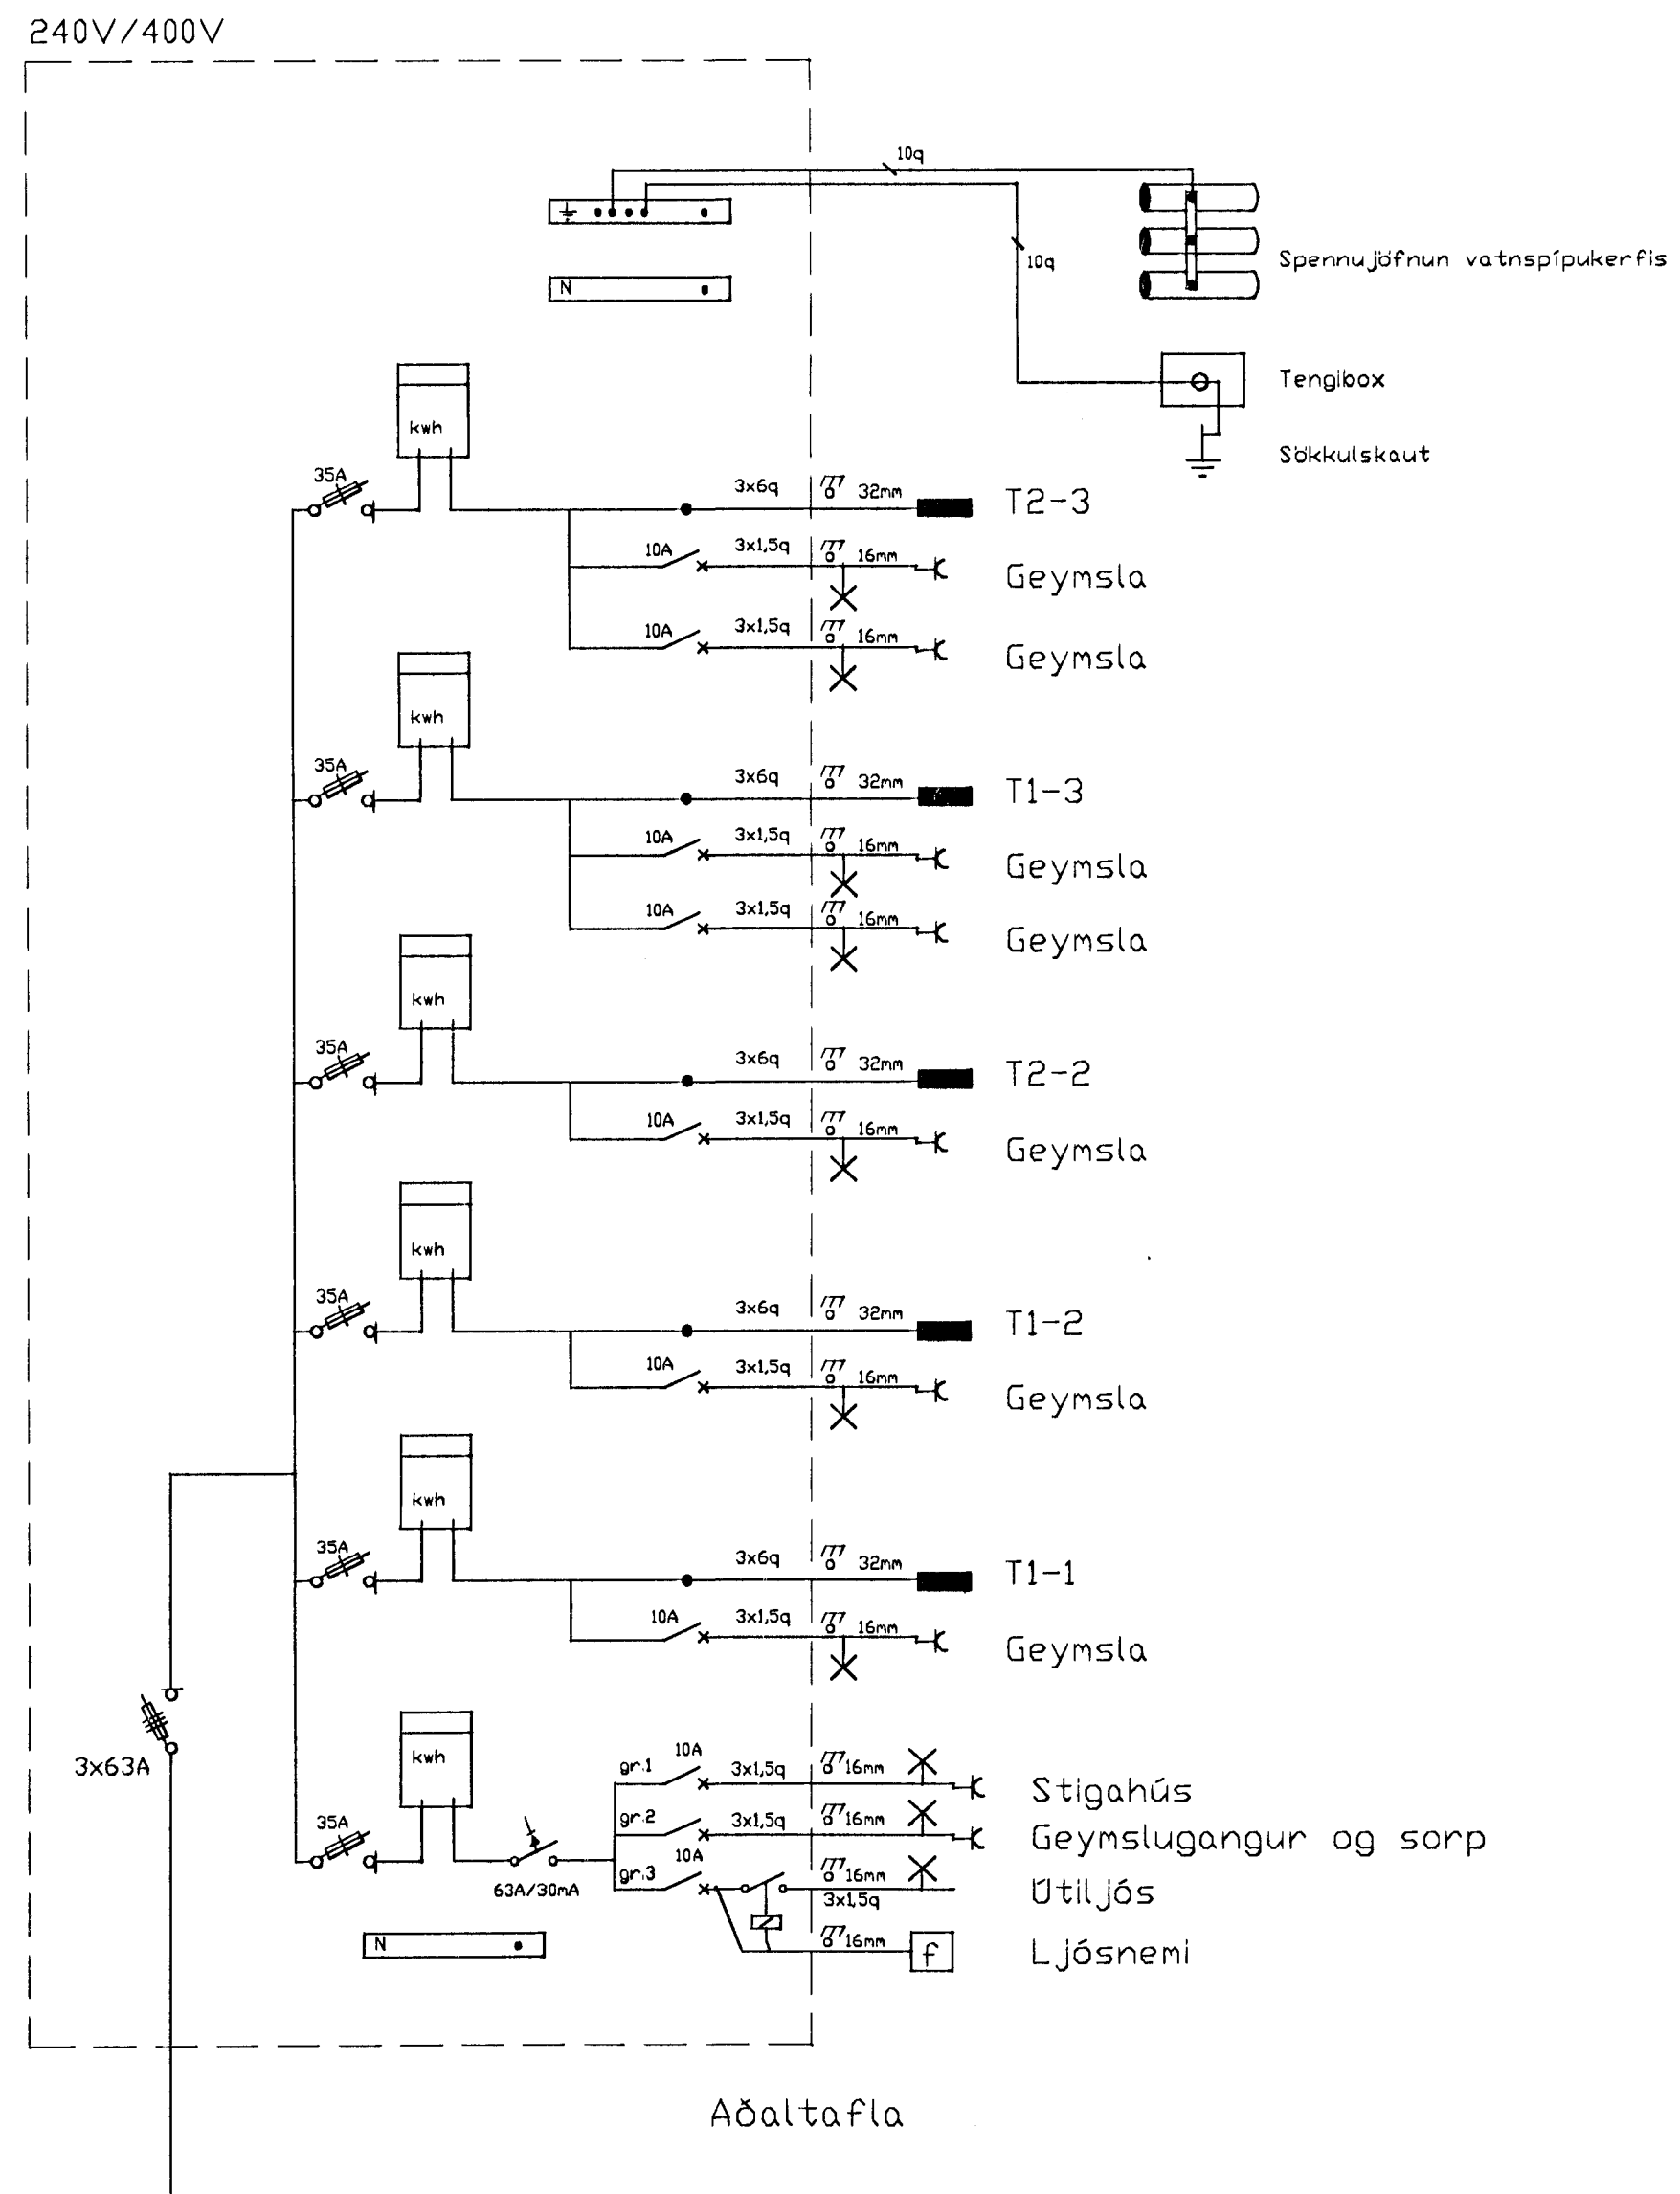 240V/400V
10q
10q
Spennujöfnun vatnspípukerfis
N
Tengibox
Sökkulskaut
kwh
35A 3x6q 32mm T2-3
10A 3x1,5q 16mm Geymsla
10A 3x1,5q 16mm Geymsla
kwh
35A 3x6q 32mm T1-3
10A 3x1,5q 16mm Geymsla
10A 3x1,5q 16mm Geymsla
kwh
35A 3x6q 32mm T2-2
10A 3x1,5q 16mm Geymsla
kwh
35A 3x6q 32mm T1-2
10A 3x1,5q 16mm Geymsla
kwh
35A 3x6q 32mm T1-1
10A 3x1,5q 16mm Geymsla
3x63A
kwh
gr.1 10A 3x1,5q 16mm Stigahús
35A gr.2 3x1,5q 16mm Geymslugangur og sorp
63A/30mA gr.3 10A 16mm Útiljós
3x1,5q
N 16mm f Ljósnemi
Aðaltafla